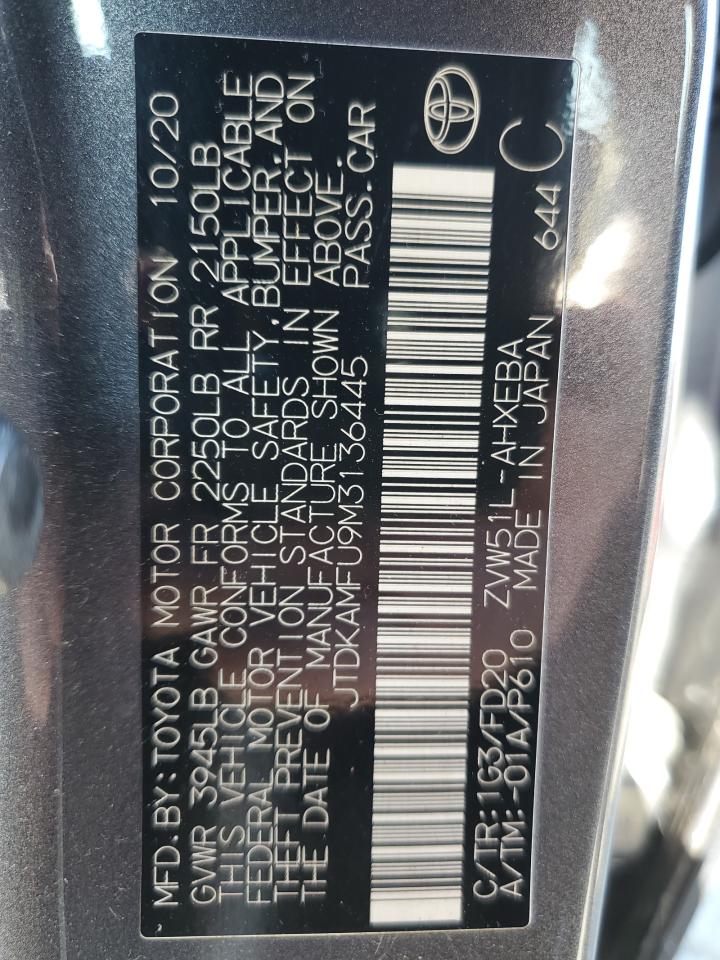 MFD.BY:TOYOTA MOTOR CORPORATION 10/20
GVWR 3945LB GAWR FR 2250LB RR 2150LB
THIS VEHICLE CONFORMS TO ALL APPLICABLE
FEDERAL MOTOR VEHICLE SAFETY,BUMPER,AND
THEFT PREVENTION STANDARDS IN EFFECT ON
THE DATE OF MANUFACTURE SHOWN ABOVE.
JTDKAMFU9M3136445 PASS.CAR
C/TR:1G3/FD20 ZVW51L-AHXEBA 644 C
A/TM:-01A/P610 MADE IN JAPAN